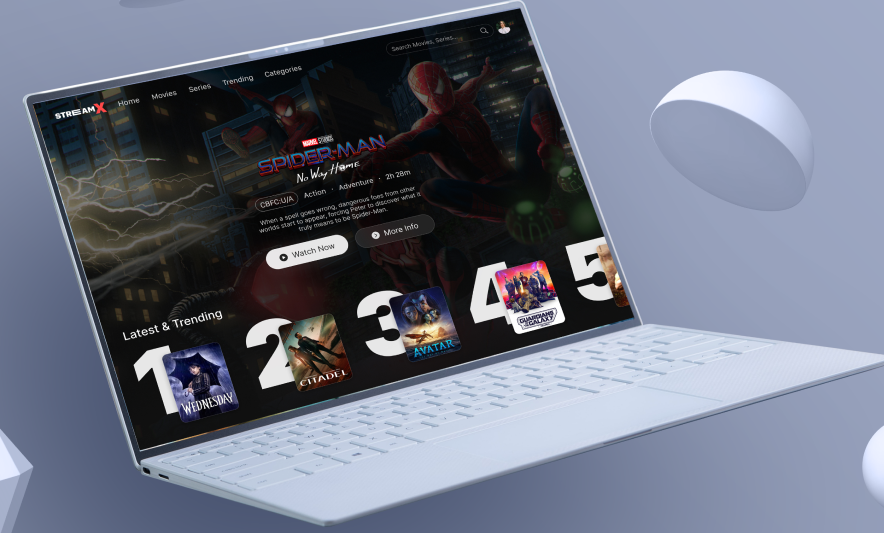 STREAMX
Home
Movies
Series
Trending
Categories
Search Movies, Series...
MARVEL STUDIOS
SPIDER-MAN
No Way Home
CBFC:U/A
Action · Adventure · 2h 28m
When a spell goes wrong, dangerous foes from other
worlds start to appear, forcing Peter to discover what it
truly means to be Spider-Man.
Watch Now
More Info
Latest & Trending
1
2
3
4
5
WEDNESDAY
CITADEL
AVATAR
GUARDIANS
OF THE
GALAXY